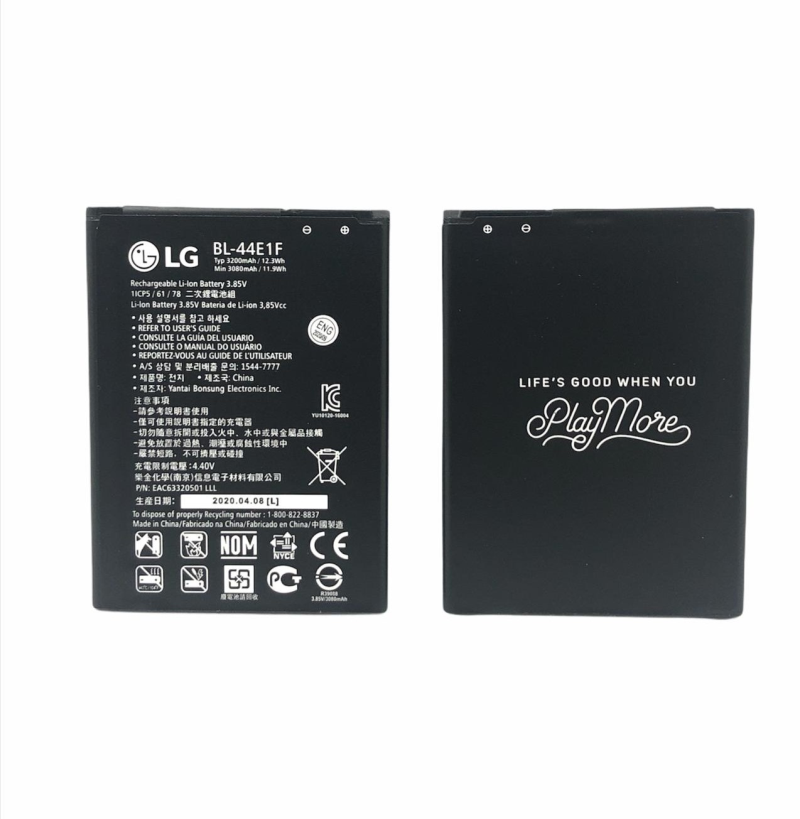 LG BL-44E1F
Typ 3200mAh / 12.3Wh
Min 3080mAh / 11.9Wh
Rechargeable Li-Ion Battery 3.85V
1ICP5 / 61 / 78 二次鋰電池組
Li-Ion Battery 3.85V Bateria de Li-ion 3,85Vcc
• 사용 설명서를 참고 하세요
• REFER TO USER'S GUIDE
• CONSULTE LA GUÍA DEL USUARIO
• CONSULTE O MANUAL DO USUÁRIO
• REPORTEZ-VOUS AU GUIDE DE L'UTILISATEUR
• A/S 상담 및 분리배출 문의: 1544-7777
• 제품명: 전지 • 제조국: China
• 제조자: Yantai Bonsung Electronics Inc.
ENG
注意事項
-請參考說明書使用
-僅可使用說明書指定的充電器
-切勿隨意拆開或投入火中、水中或與金屬品接觸
-避免放置於過熱、潮壓或腐蝕性環境中
-嚴禁短路，不可擠壓或碰撞
YU10120-16004
充電限制電壓：4.40V
樂金化學(南京)信息電子材料有限公司
P/N: EAC63320501 LLL
生産日期： 2020.04.08 [L]
To dispose of properly Recycling number : 1-800-822-8837
Made in China/Fabricado na China/Fabricado en China/中國製造
NOM NYCE CE
廢電池請回收
R39098
3.85V/3080mAh
LIFE'S GOOD WHEN YOU
Play More